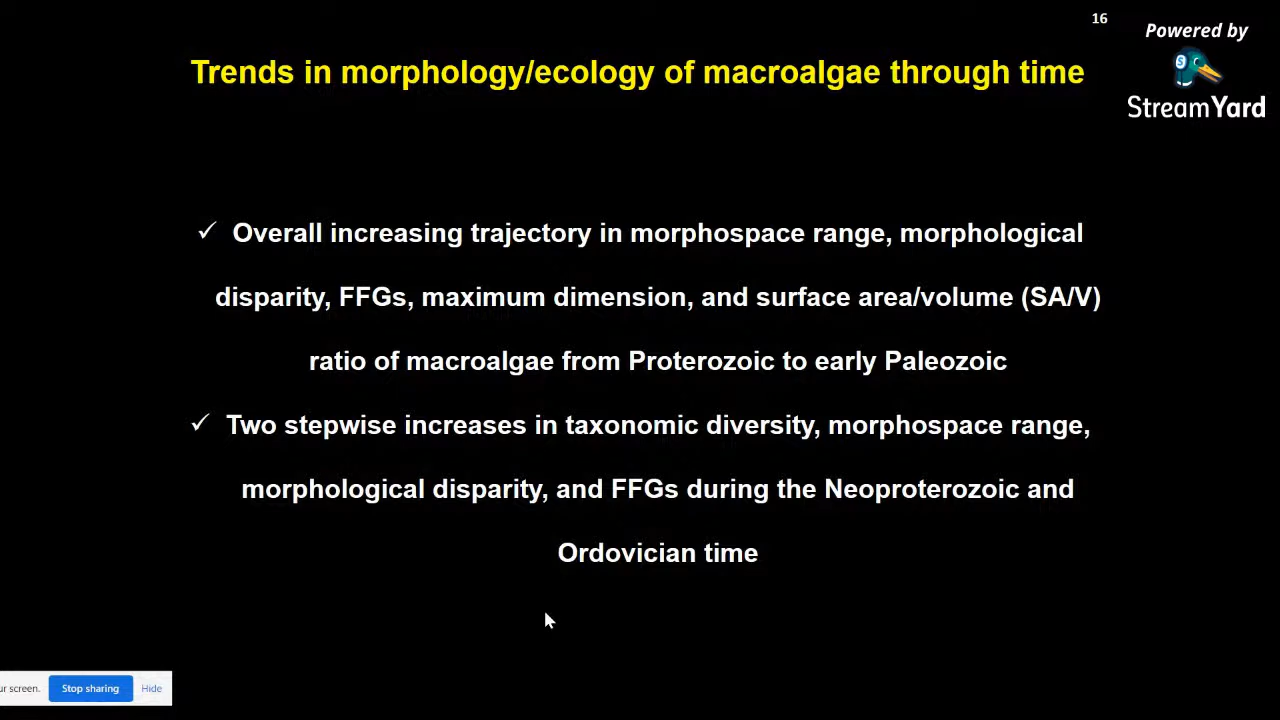 16
Powered by
StreamYard
Trends in morphology/ecology of macroalgae through time
✓ Overall increasing trajectory in morphospace range, morphological
disparity, FFGs, maximum dimension, and surface area/volume (SA/V)
ratio of macroalgae from Proterozoic to early Paleozoic
✓ Two stepwise increases in taxonomic diversity, morphospace range,
morphological disparity, and FFGs during the Neoproterozoic and
Ordovician time
ur screen. Stop sharing Hide